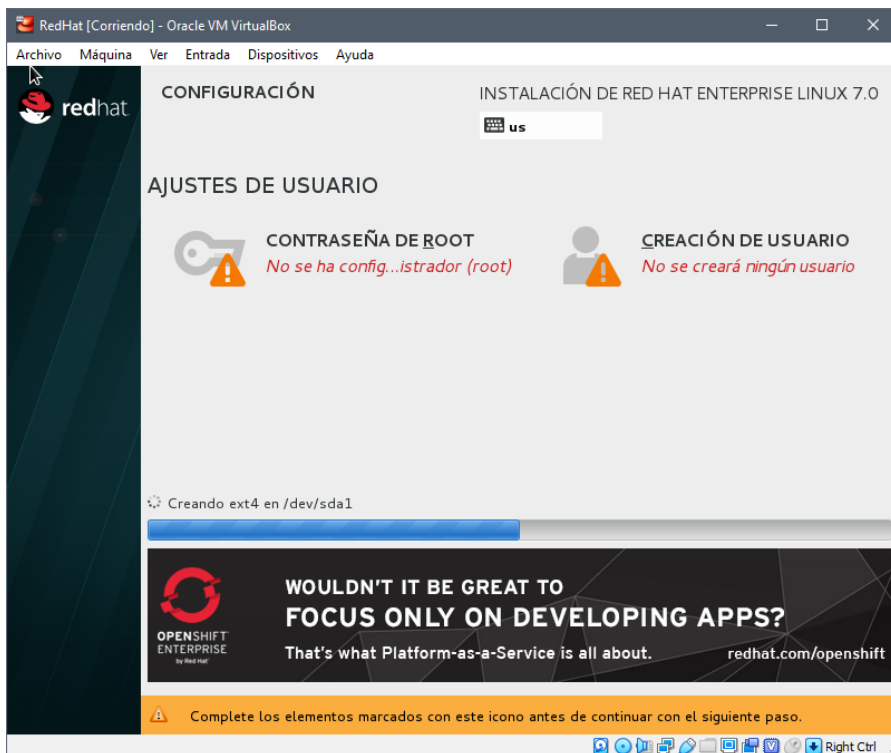 RedHat [Corriendo] - Oracle VM VirtualBox
Archivo Máquina Ver Entrada Dispositivos Ayuda
redhat.
CONFIGURACIÓN
INSTALACIÓN DE RED HAT ENTERPRISE LINUX 7.0
us
AJUSTES DE USUARIO
CONTRASEÑA DE ROOT
No se ha config...istrador (root)
CREACIÓN DE USUARIO
No se creará ningún usuario
Creando ext4 en /dev/sda1
OPENSHIFT
ENTERPRISE
by Red Hat
WOULDN'T IT BE GREAT TO
FOCUS ONLY ON DEVELOPING APPS?
That's what Platform-as-a-Service is all about.
redhat.com/openshift
Complete los elementos marcados con este icono antes de continuar con el siguiente paso.
Right Ctrl